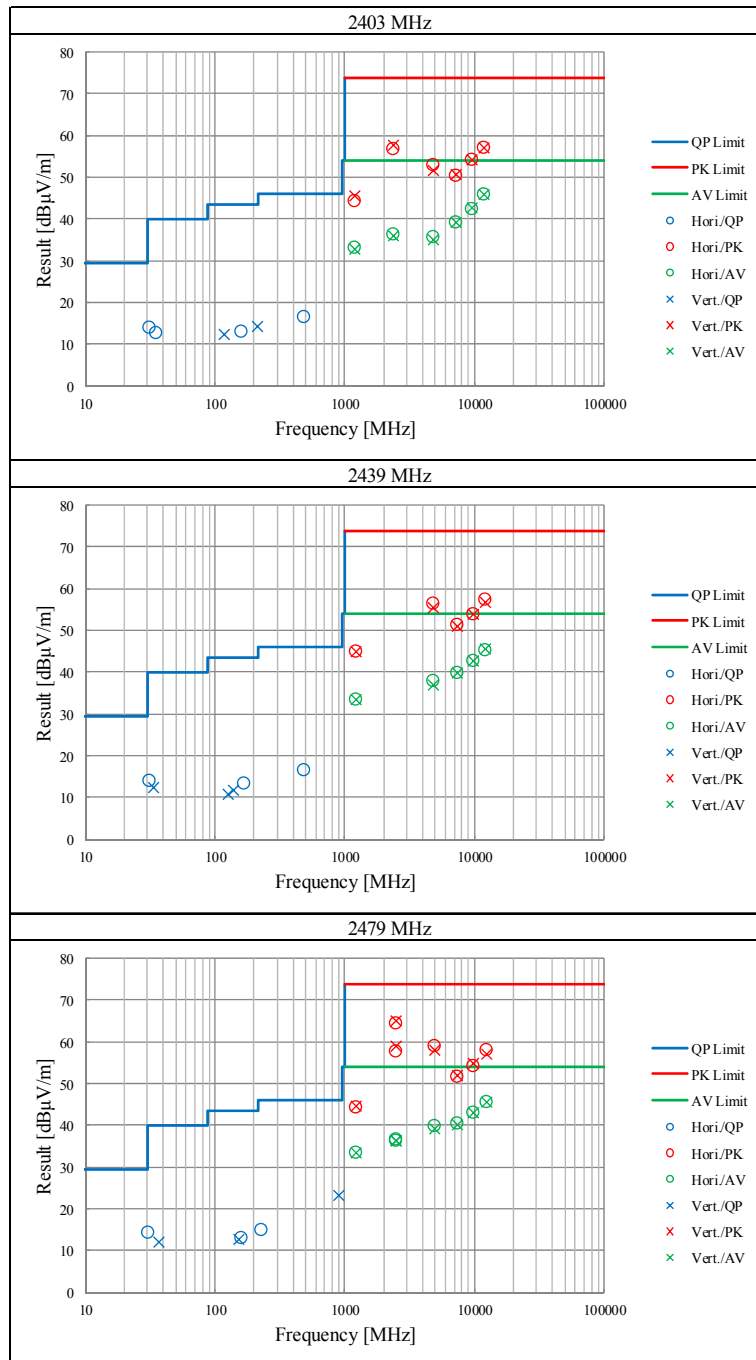 2403 MHz
80
70
60
50
40
30
20
10
0
Result [dBµV/m]
10 100 1000 10000 100000
Frequency [MHz]
QP Limit
PK Limit
AV Limit
Hori./QP
Hori./PK
Hori./AV
Vert./QP
Vert./PK
Vert./AV
2439 MHz
80
70
60
50
40
30
20
10
0
Result [dBµV/m]
10 100 1000 10000 100000
Frequency [MHz]
QP Limit
PK Limit
AV Limit
Hori./QP
Hori./PK
Hori./AV
Vert./QP
Vert./PK
Vert./AV
2479 MHz
80
70
60
50
40
30
20
10
0
Result [dBµV/m]
10 100 1000 10000 100000
Frequency [MHz]
QP Limit
PK Limit
AV Limit
Hori./QP
Hori./PK
Hori./AV
Vert./QP
Vert./PK
Vert./AV